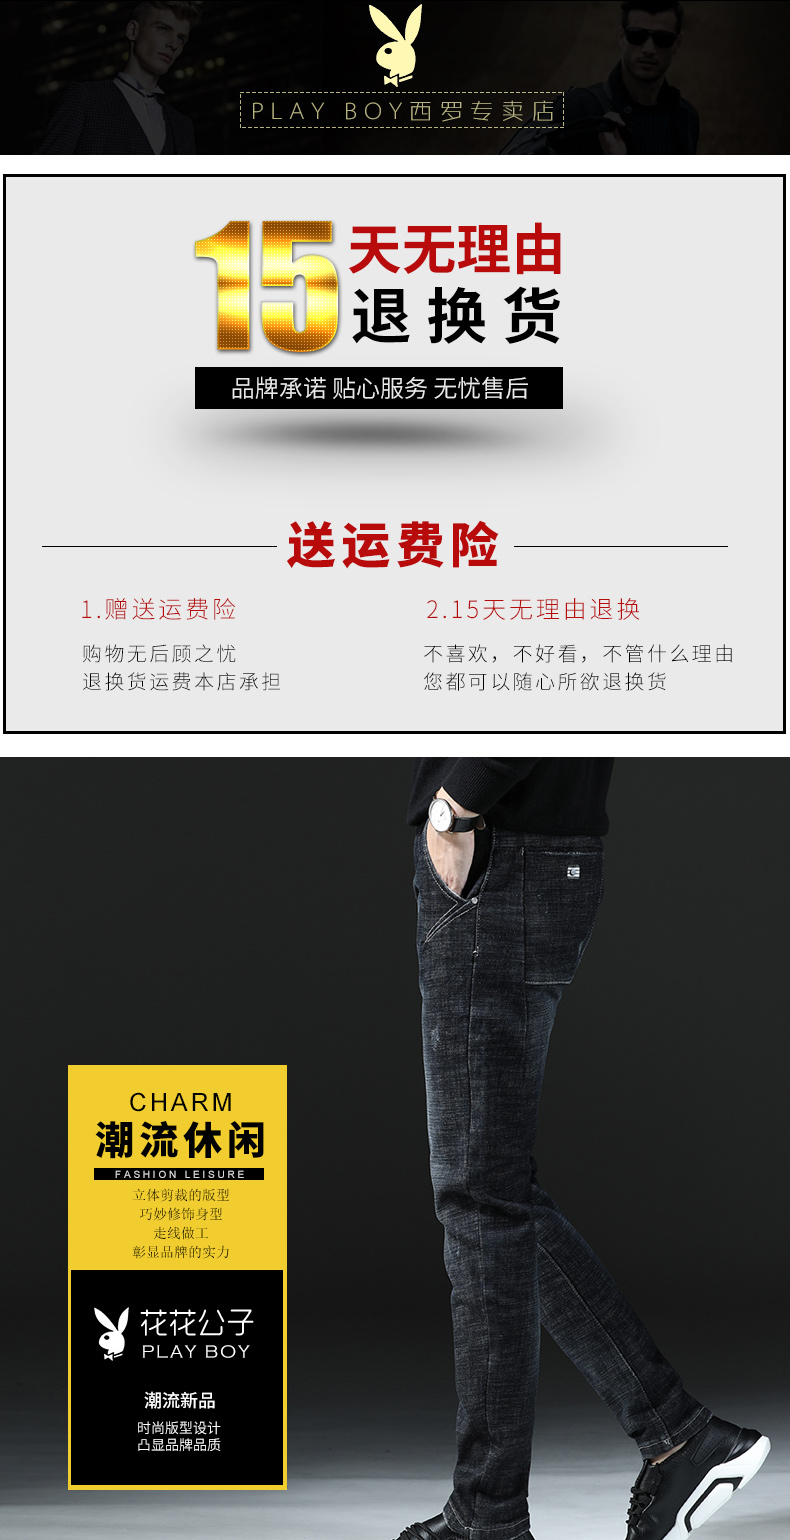 PLAY BOY西罗专卖店
15天无理由
退换货
品牌承诺 贴心服务 无忧售后
送运费险
1.赠送运费险
购物无后顾之忧
退换货运费本店承担
2.15天无理由退换
不喜欢，不好看，不管什么理由
您都可以随心所欲退换货
CHARM
潮流休闲
FASHION LEISURE
立体剪裁的版型
巧妙修饰身型
走线做工
彰显品牌的实力
花花公子
PLAY BOY
潮流新品
时尚版型设计
凸显品牌品质